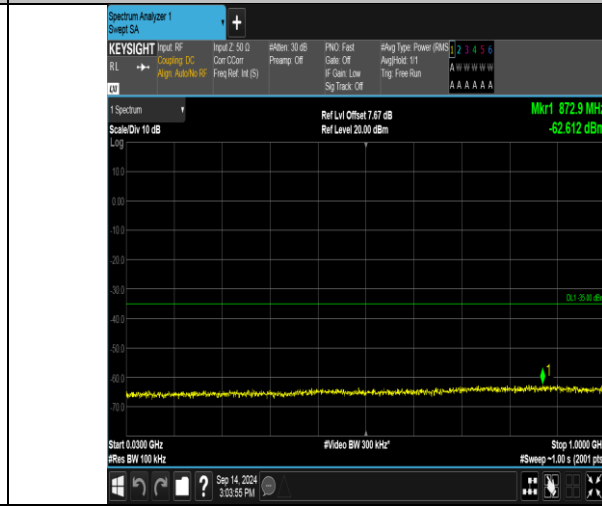 Spectrum Analyzer 1
Swept SA
+
KEYSIGHT Input: RF Input Z: 50 Ω #Atten: 30 dB PNO: Fast #Avg Type: Power (RMS 1 2 3 4 5 6
RL Coupling: DC Corr CCorr Preamp: Off Gate: Off Avg|Hold: 1/1 A W W W W W
Align: Auto/No RF Freq Ref: Int (S) IF Gain: Low Trig: Free Run
Sig Track: Off A A A A A A
1 Spectrum Ref Lvl Offset 7.67 dB Mkr1 872.9 MHz
Scale/Div 10 dB Ref Level 20.00 dBm -62.612 dBm
Log
10.0
0.00
-10.0
-20.0
-30.0
DL1 -35.00 dBm
-40.0
-50.0
1
-60.0
-70.0
Start 0.0300 GHz #Video BW 300 kHz* Stop 1.0000 GHz
#Res BW 100 kHz #Sweep ~1.00 s (2001 pts
? Sep 14, 2024
3:03:55 PM